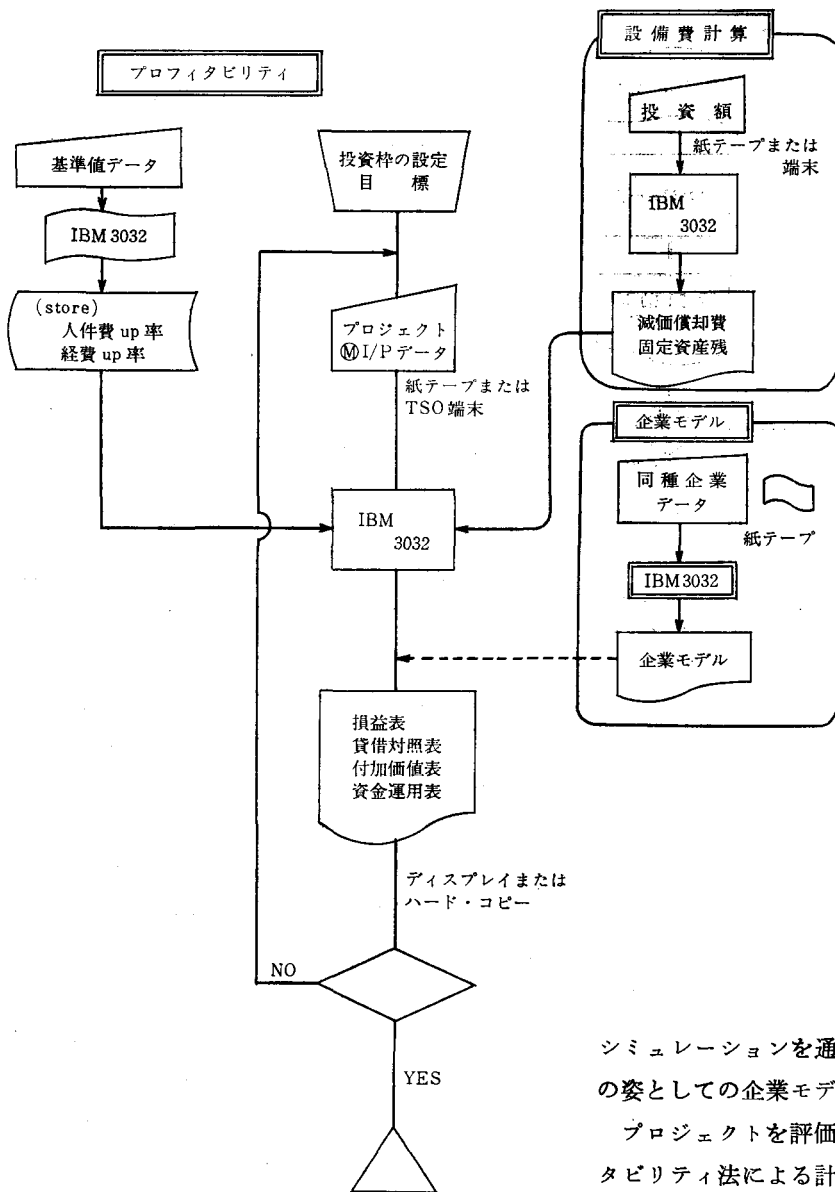 プロフィタビリティ
基準値データ
IBM 3032
(store)
人件費 up 率
経費 up 率
投資枠の設定
目 標
プロジェクト
ⓂI/Pデータ
紙テープまたは
TSO端末
IBM
3032
損益表
貸借対照表
付加価値表
資金運用表
ディスプレイまたは
ハード・コピー
NO
YES
設備費計算
投 資 額
紙テープまたは
端末
IBM
3032
減価償却費
固定資産残
企業モデル
同種企業
データ
紙テープ
IBM3032
企業モデル
シミュレーションを通
の姿としての企業モデ
プロジェクトを評価
タビリティ法による計